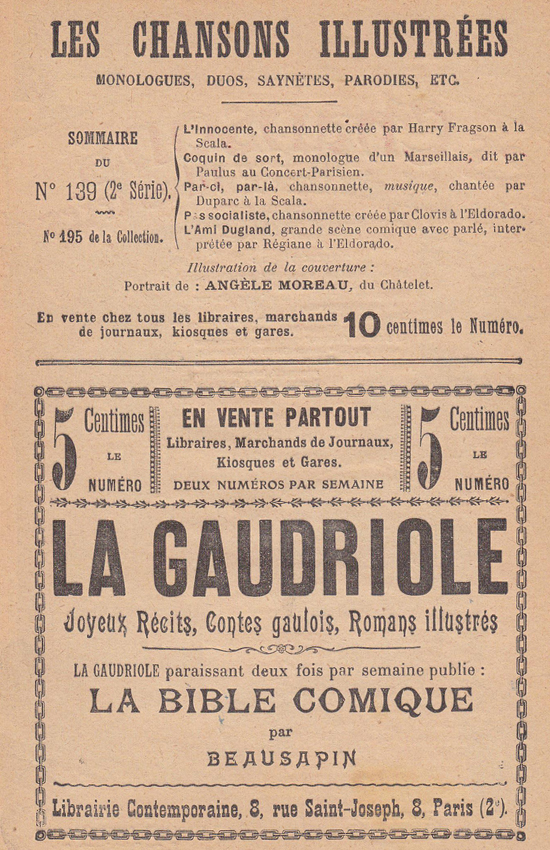 LES CHANSONS ILLUSTRÉES
MONOLOGUES, DUOS, SAYNÈTES, PARODIES, ETC.
SOMMAIRE
DU
N° 139 (2e Série).
N° 195 de la Collection.
L'Innocente, chansonnette créée par Harry Fragson à la
Scala.
Coquin de sort, monologue d'un Marseillais, dit par
Paulus au Concert-Parisien.
Par-ci, par-là, chansonnette, musique, chantée par
Duparc à la Scala.
Pas socialiste, chansonnette créée par Clovis à l'Eldorado.
L'Ami Dugland, grande scène comique avec parlé, inter-
prétée par Régiane à l'Eldorado.
Illustration de la couverture :
Portrait de : ANGÈLE MOREAU, du Châtelet.
En vente chez tous les libraires, marchands
de journaux, kiosques et gares.
10 centimes le Numéro.
5 Centimes
LE
NUMÉRO
EN VENTE PARTOUT
Libraires, Marchands de Journaux,
Kiosques et Gares.
DEUX NUMÉROS PAR SEMAINE
5 Centimes
LE
NUMÉRO
LA GAUDRIOLE
Joyeux Récits, Contes gaulois, Romans illustrés
LA GAUDRIOLE paraissant deux fois par semaine publie :
LA BIBLE COMIQUE
par
BEAUSAPIN
Librairie Contemporaine, 8, rue Saint-Joseph, 8, Paris (2e).